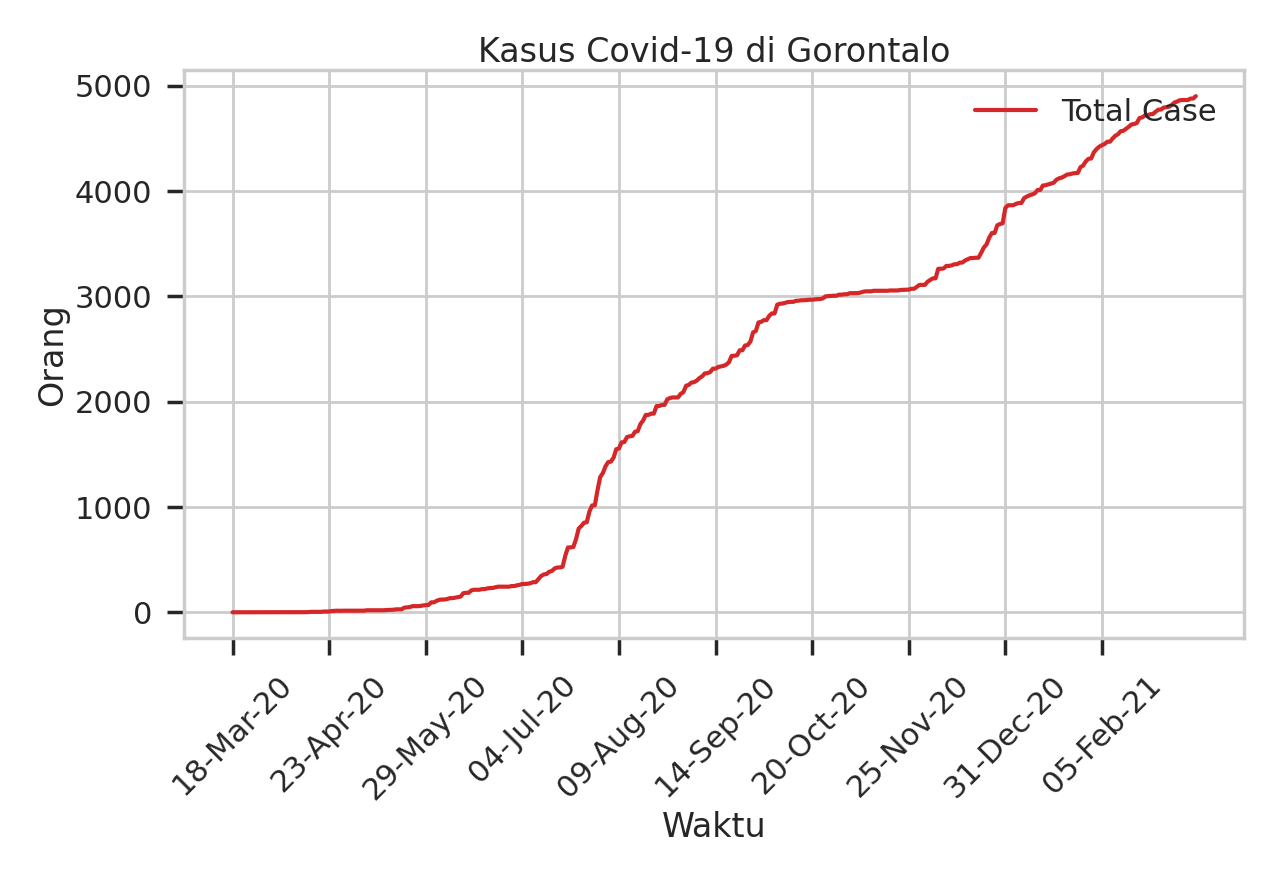 Kasus Covid-19 di Gorontalo
Total Case
5000
4000
3000
2000
1000
0
Orang
18-Mar-20
23-Apr-20
29-May-20
04-Jul-20
09-Aug-20
14-Sep-20
20-Oct-20
25-Nov-20
31-Dec-20
05-Feb-21
Waktu